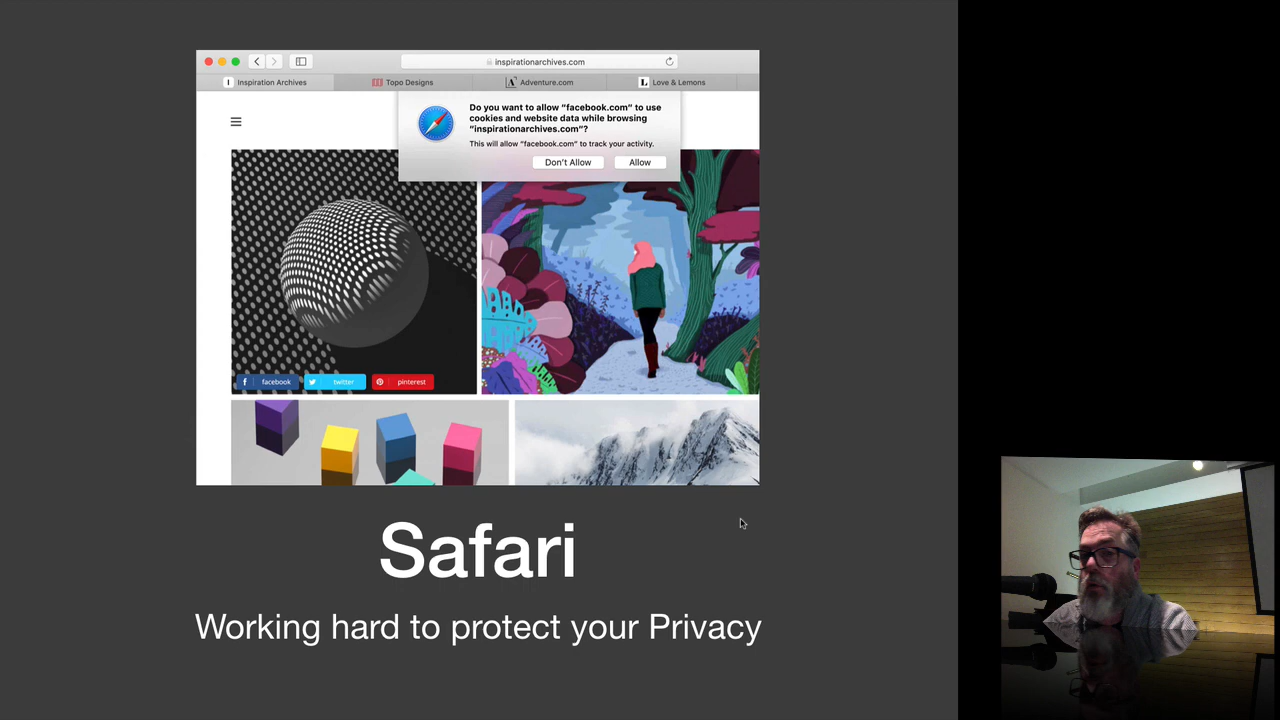 inspirationarchives.com
I Inspiration Archives
Topo Designs
A Adventure.com
L Love & Lemons
Do you want to allow “facebook.com” to use
cookies and website data while browsing
“inspirationarchives.com”?
This will allow “facebook.com” to track your activity.
Don’t Allow
Allow
f facebook
twitter
pinterest
Safari
Working hard to protect your Privacy